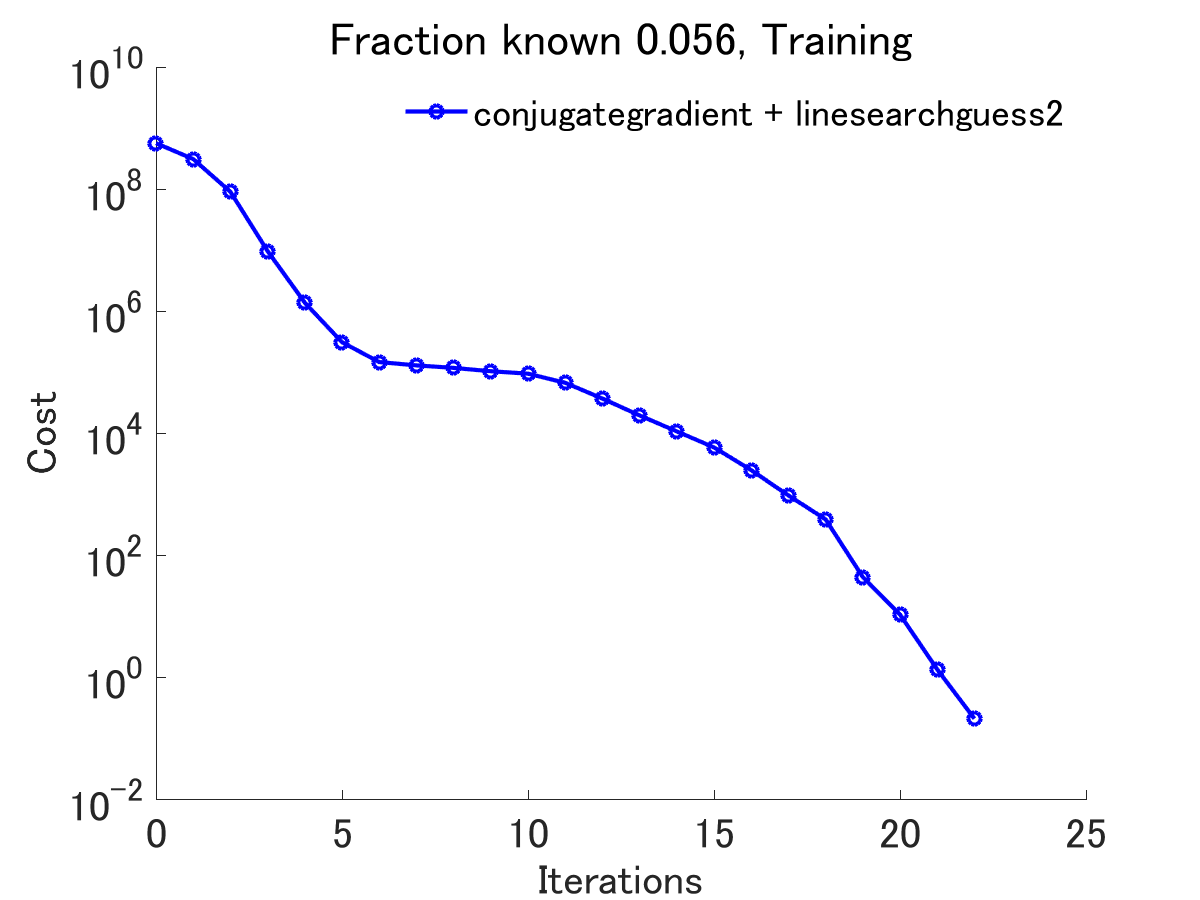 Fraction known 0.056, Training
conjugategradient + linesearchguess2
10^10
10^8
10^6
10^4
10^2
10^0
10^-2
Cost
0 5 10 15 20 25
Iterations